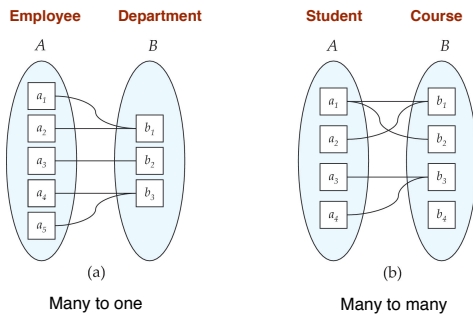 Employee Department
A B
a1
a2
a3
a4
a5
b1
b2
b3
(a)
Many to one
Student Course
A B
a1
a2
a3
a4
b1
b2
b3
b4
(b)
Many to many